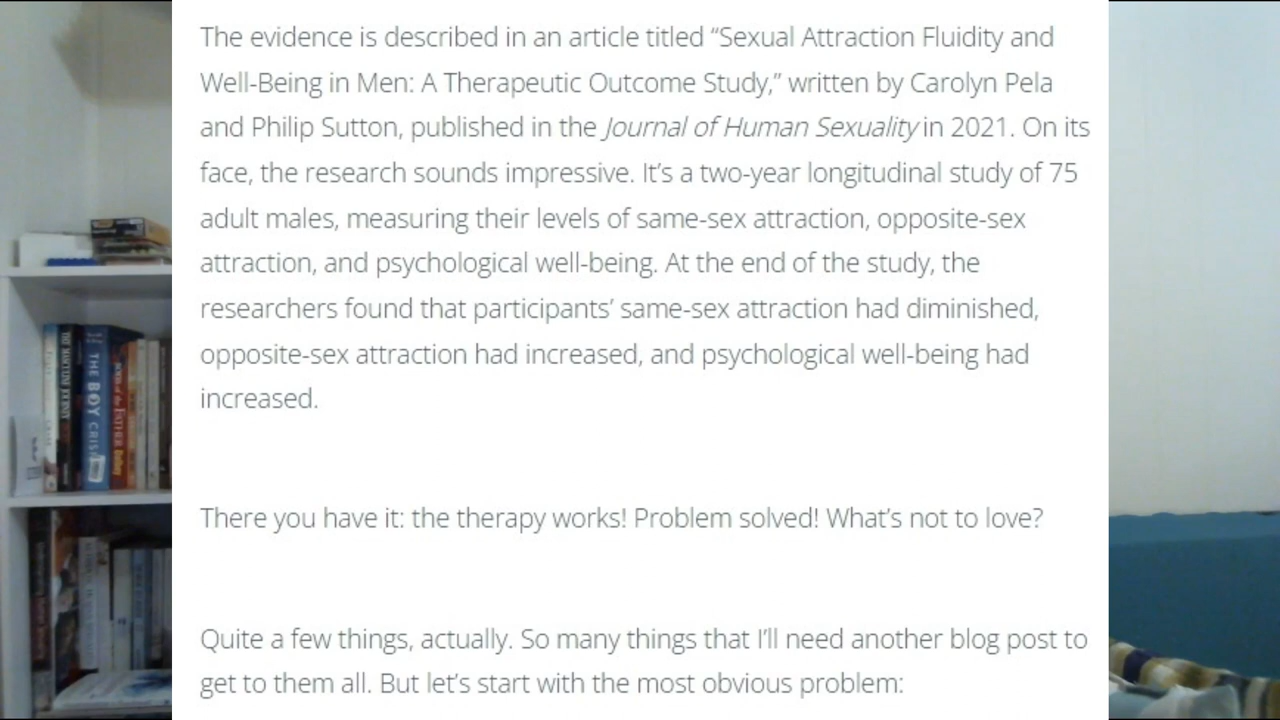 The evidence is described in an article titled “Sexual Attraction Fluidity and
Well-Being in Men: A Therapeutic Outcome Study,” written by Carolyn Pela
and Philip Sutton, published in the Journal of Human Sexuality in 2021. On its
face, the research sounds impressive. It’s a two-year longitudinal study of 75
adult males, measuring their levels of same-sex attraction, opposite-sex
attraction, and psychological well-being. At the end of the study, the
researchers found that participants’ same-sex attraction had diminished,
opposite-sex attraction had increased, and psychological well-being had
increased.
There you have it: the therapy works! Problem solved! What’s not to love?
Quite a few things, actually. So many things that I’ll need another blog post to
get to them all. But let’s start with the most obvious problem:
THE BOY CRISIS